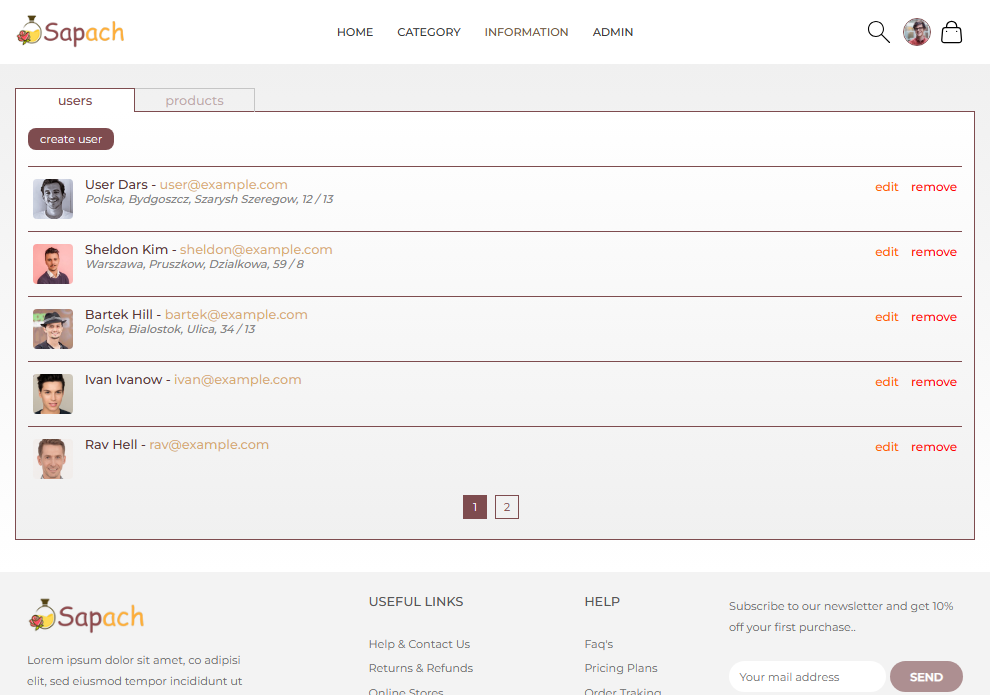 Sapach
HOME CATEGORY INFORMATION ADMIN
users products
create user
User Dars - user@example.com
Polska, Bydgoszcz, Szarysh Szeregow, 12 / 13
edit remove
Sheldon Kim - sheldon@example.com
Warszawa, Pruszkow, Dzialkowa, 59 / 8
edit remove
Bartek Hill - bartek@example.com
Polska, Bialostok, Ulica, 34 / 13
edit remove
Ivan Ivanow - ivan@example.com
edit remove
Rav Hell - rav@example.com
edit remove
1 2
Sapach
Lorem ipsum dolor sit amet, co adipisi
elit, sed eiusmod tempor incididunt ut
USEFUL LINKS
Help & Contact Us
Returns & Refunds
Online Stores
HELP
Faq's
Pricing Plans
Order Traking
Subscribe to our newsletter and get 10%
off your first purchase..
Your mail address SEND